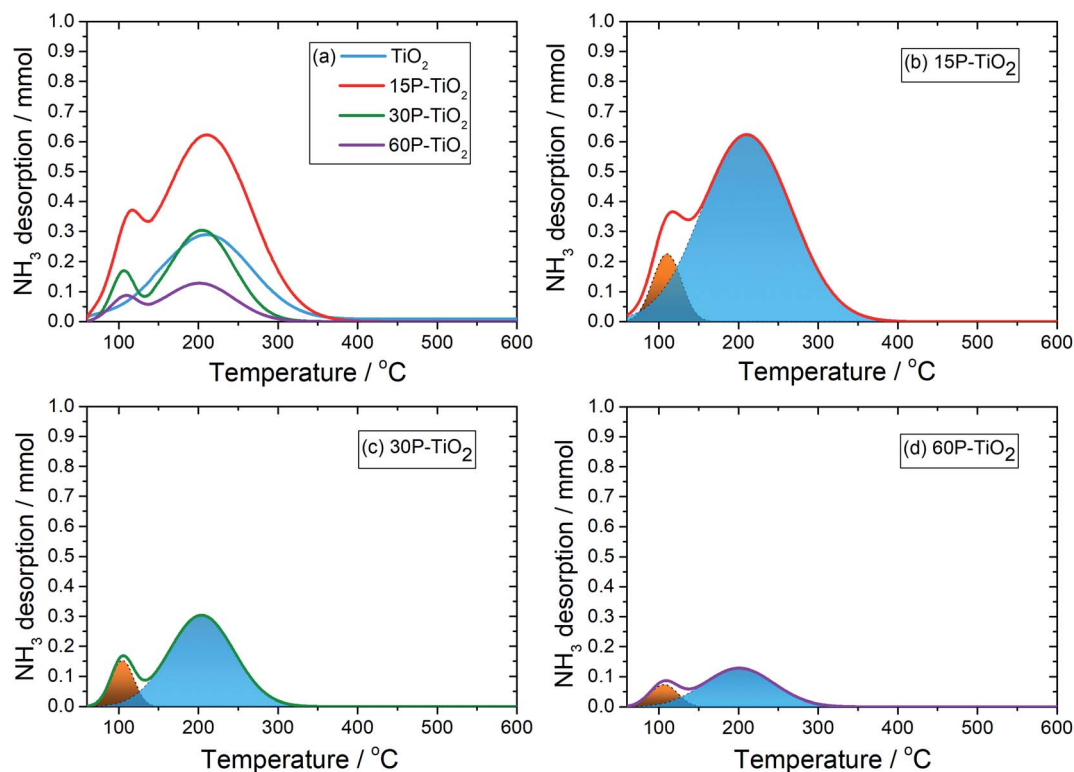 NH₃ desorption / mmol
1.0
0.9
0.8
0.7
0.6
0.5
0.4
0.3
0.2
0.1
0.0
(a) TiO₂
15P-TiO₂
30P-TiO₂
60P-TiO₂
100 200 300 400 500 600
Temperature / °C
NH₃ desorption / mmol
1.0
0.9
0.8
0.7
0.6
0.5
0.4
0.3
0.2
0.1
0.0
(b) 15P-TiO₂
100 200 300 400 500 600
Temperature / °C
NH₃ desorption / mmol
1.0
0.9
0.8
0.7
0.6
0.5
0.4
0.3
0.2
0.1
0.0
(c) 30P-TiO₂
100 200 300 400 500 600
Temperature / °C
NH₃ desorption / mmol
1.0
0.9
0.8
0.7
0.6
0.5
0.4
0.3
0.2
0.1
0.0
(d) 60P-TiO₂
100 200 300 400 500 600
Temperature / °C